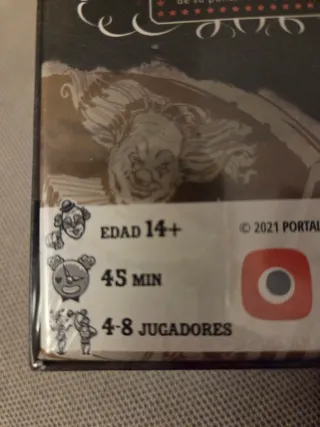 EDAD 14+
© 2021 PORTAL
45 MIN
4-8 JUGADORES